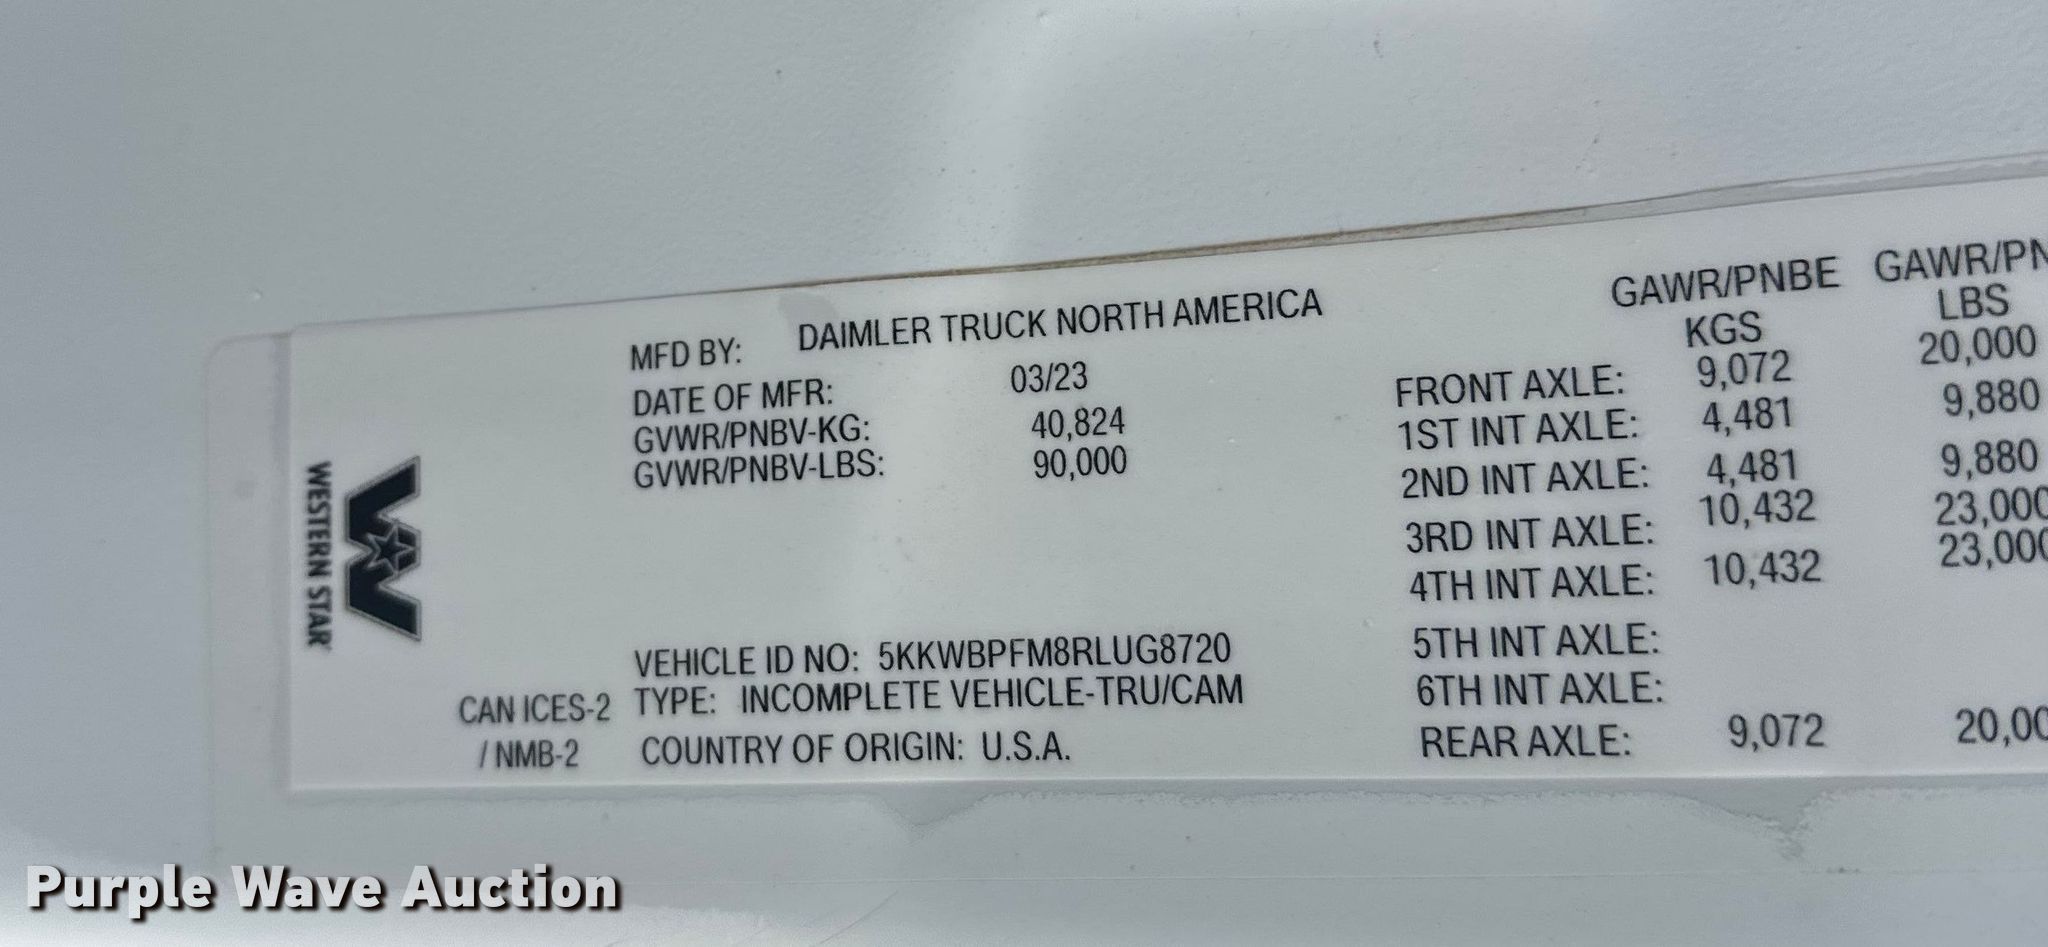 WESTERN STAR
MFD BY: DAIMLER TRUCK NORTH AMERICA
DATE OF MFR: 03/23
GVWR/PNBV-KG: 40,824
GVWR/PNBV-LBS: 90,000
VEHICLE ID NO: 5KKWBPFM8RLUG8720
CAN ICES-2 TYPE: INCOMPLETE VEHICLE-TRU/CAM
/ NMB-2 COUNTRY OF ORIGIN: U.S.A.
GAWR/PNBE GAWR/PN
KGS LBS
FRONT AXLE: 9,072 20,000
1ST INT AXLE: 4,481 9,880
2ND INT AXLE: 4,481 9,880
3RD INT AXLE: 10,432 23,000
4TH INT AXLE: 10,432 23,000
5TH INT AXLE:
6TH INT AXLE:
REAR AXLE: 9,072 20,00
Purple Wave Auction